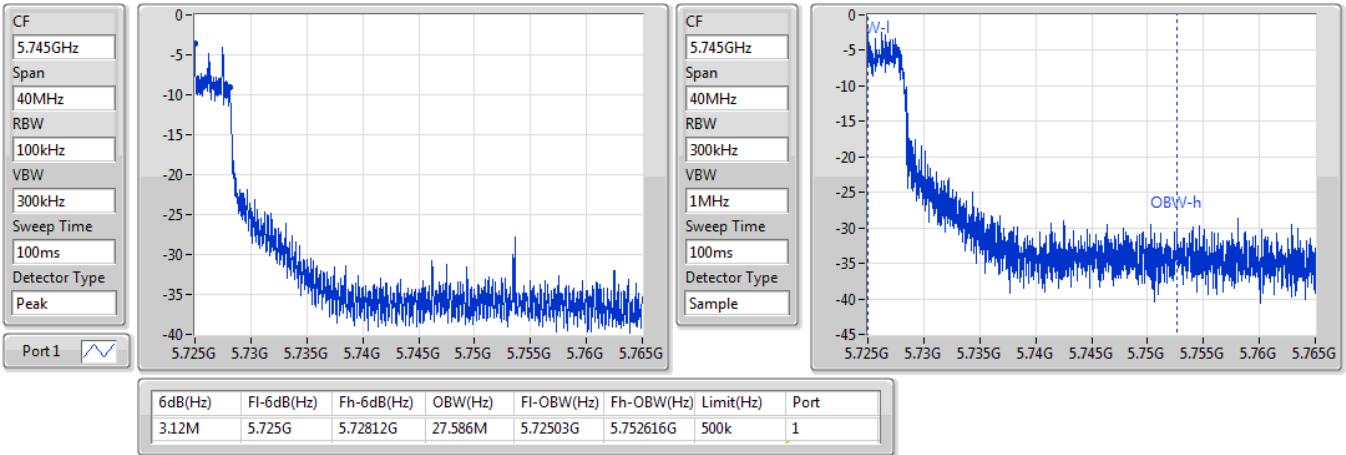 CF
5.745GHz
Span
40MHz
RBW
100kHz
VBW
300kHz
Sweep Time
100ms
Detector Type
Peak
Port 1
0
-5
-10
-15
-20
-25
-30
-35
-40
5.725G 5.73G 5.735G 5.74G 5.745G 5.75G 5.755G 5.76G 5.765G
CF
5.745GHz
Span
40MHz
RBW
300kHz
VBW
1MHz
Sweep Time
100ms
Detector Type
Sample
0
-5
-10
-15
-20
-25
-30
-35
-40
-45
W-l
OBW-h
5.725G 5.73G 5.735G 5.74G 5.745G 5.75G 5.755G 5.76G 5.765G
6dB(Hz) Fl-6dB(Hz) Fh-6dB(Hz) OBW(Hz) Fl-OBW(Hz) Fh-OBW(Hz) Limit(Hz) Port
3.12M 5.725G 5.72812G 27.586M 5.72503G 5.752616G 500k 1